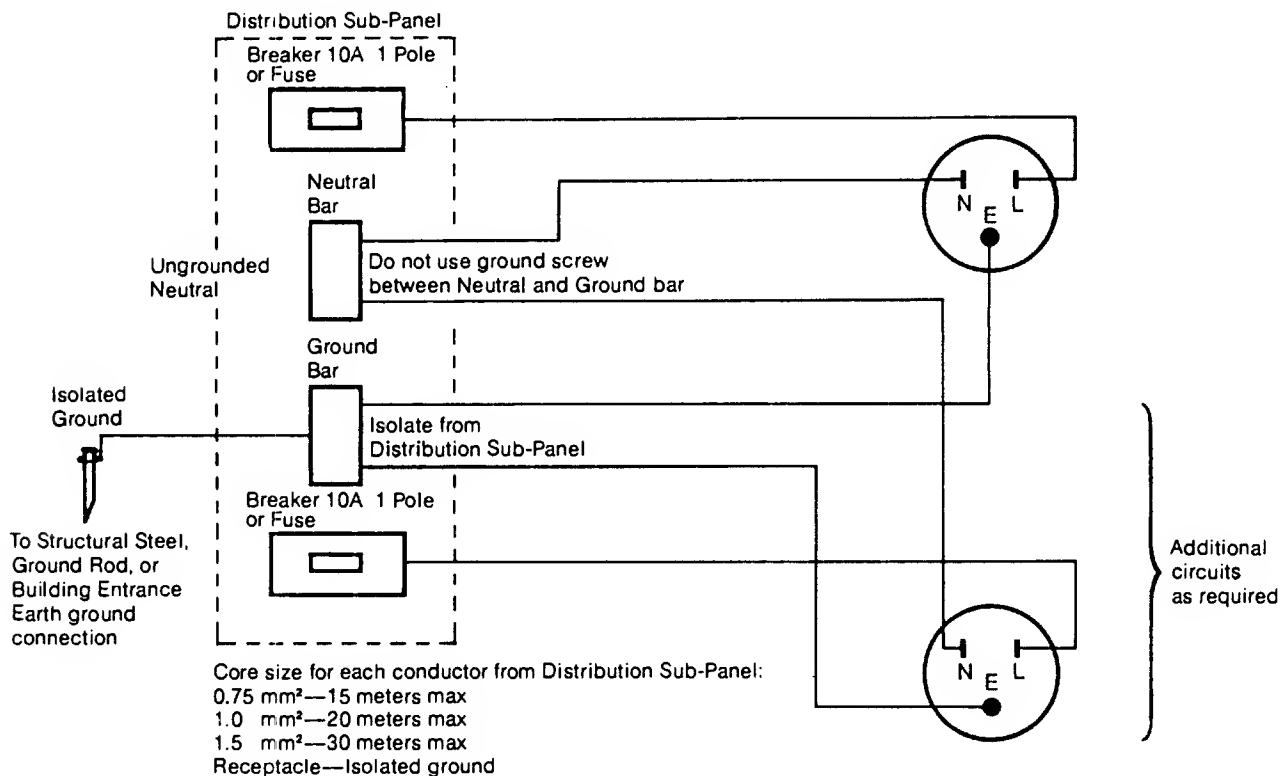 Distribution Sub-Panel
Breaker 10A 1 Pole
or Fuse
Neutral
Bar
N
L
E
Ungrounded
Neutral
Do not use ground screw
between Neutral and Ground bar
Ground
Bar
Isolated
Ground
Isolate from
Distribution Sub-Panel
Breaker 10A 1 Pole
or Fuse
To Structural Steel,
Ground Rod, or
Building Entrance
Earth ground
connection
Additional
circuits
as required
N
L
E
Core size for each conductor from Distribution Sub-Panel:
0.75 mm²—15 meters max
1.0 mm²—20 meters max
1.5 mm²—30 meters max
Receptacle—Isolated ground